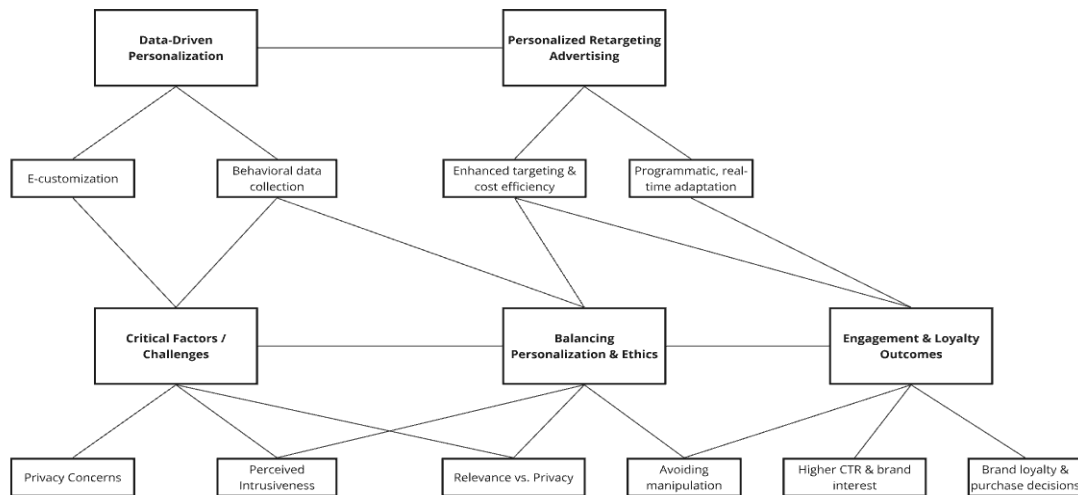 Data-Driven
Personalization
Personalized Retargeting
Advertising
E-customization
Behavioral data
collection
Enhanced targeting &
cost efficiency
Programmatic, real-
time adaptation
Critical Factors /
Challenges
Balancing
Personalization & Ethics
Engagement & Loyalty
Outcomes
Privacy Concerns
Perceived
Intrusiveness
Relevance vs. Privacy
Avoiding
manipulation
Higher CTR & brand
interest
Brand loyalty &
purchase decisions